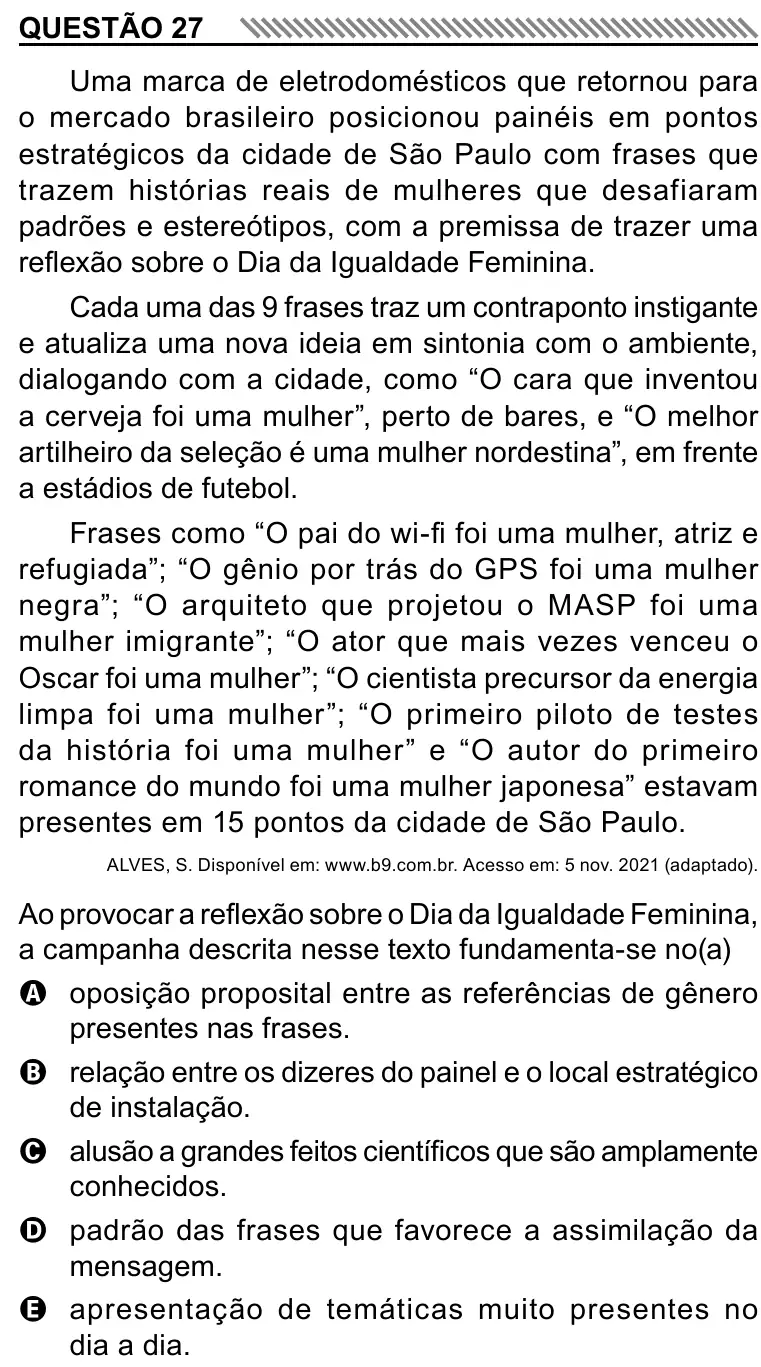 QUESTÃO 27
Uma marca de eletrodomésticos que retornou para
o mercado brasileiro posicionou painéis em pontos
estratégicos da cidade de São Paulo com frases que
trazem histórias reais de mulheres que desafiaram
padrões e estereótipos, com a premissa de trazer uma
reflexão sobre o Dia da Igualdade Feminina.
Cada uma das 9 frases traz um contraponto instigante
e atualiza uma nova ideia em sintonia com o ambiente,
dialogando com a cidade, como “O cara que inventou
a cerveja foi uma mulher”, perto de bares, e “O melhor
artilheiro da seleção é uma mulher nordestina”, em frente
a estádios de futebol.
Frases como “O pai do wi-fi foi uma mulher, atriz e
refugiada”; “O gênio por trás do GPS foi uma mulher
negra”; “O arquiteto que projetou o MASP foi uma
mulher imigrante”; “O ator que mais vezes venceu o
Oscar foi uma mulher”; “O cientista precursor da energia
limpa foi uma mulher”; “O primeiro piloto de testes
da história foi uma mulher” e “O autor do primeiro
romance do mundo foi uma mulher japonesa” estavam
presentes em 15 pontos da cidade de São Paulo.
ALVES, S. Disponível em: www.b9.com.br. Acesso em: 5 nov. 2021 (adaptado).
Ao provocar a reflexão sobre o Dia da Igualdade Feminina,
a campanha descrita nesse texto fundamenta-se no(a)
A oposição proposital entre as referências de gênero
presentes nas frases.
B relação entre os dizeres do painel e o local estratégico
de instalação.
C alusão a grandes feitos científicos que são amplamente
conhecidos.
D padrão das frases que favorece a assimilação da
mensagem.
E apresentação de temáticas muito presentes no
dia a dia.